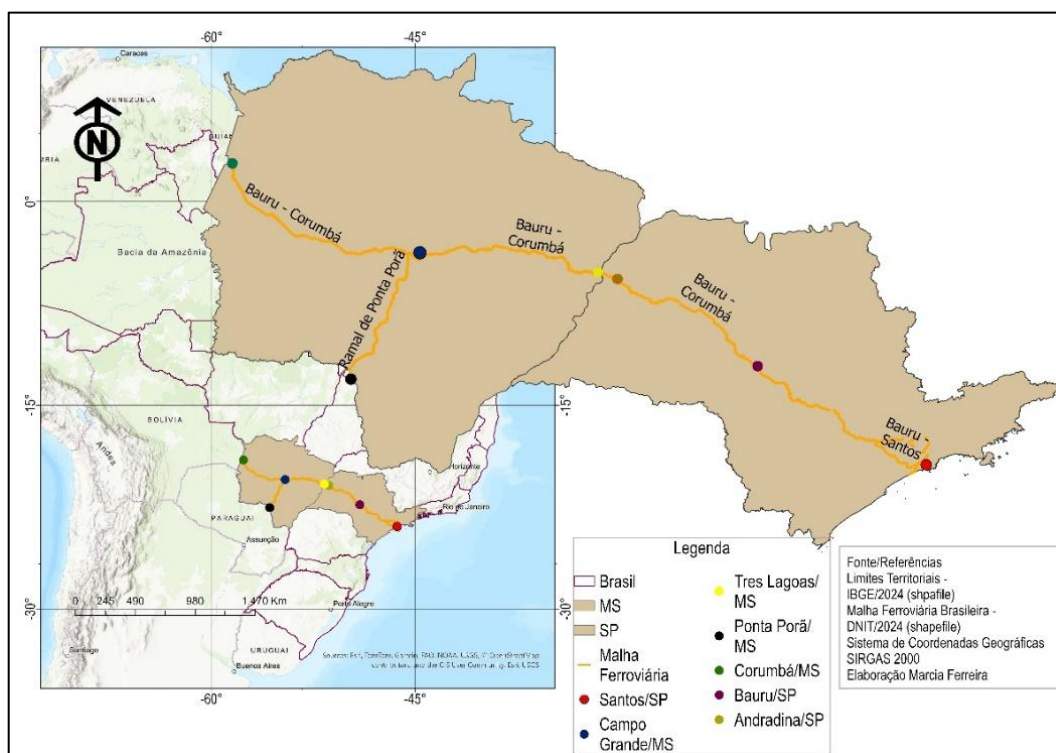 -60°
-45°
Caracas
VENEZUELA
N
0°
Bauru - Corumbá
Bauru -
Corumbá
Bacia da Amazônia
Ramal de Ponta Porã
Bauru -
Corumbá
-15°
BOLÍVIA
Andes
Bauru -
Santos
Horizonte
Rio de Janeiro
PARAGUAI
Assunção
0 245 490 980 1.470 Km
-30°
Porto Alegre
URUGUAI
Santiago
Buenos Aires
-60°
-45°
Legenda
Brasil
MS
SP
Malha
Ferroviária
Santos/SP
Campo
Grande/MS
Tres Lagoas/
MS
Ponta Porã/
MS
Corumbá/MS
Bauru/SP
Andradina/SP
Fonte/Referências
Limites Territoriais -
IBGE/2024 (shpafile)
Malha Ferroviária Brasileira -
DNIT/2024 (shapefile)
Sistema de Coordenadas Geográficas
SIRGAS 2000
Elaboração Marcia Ferreira